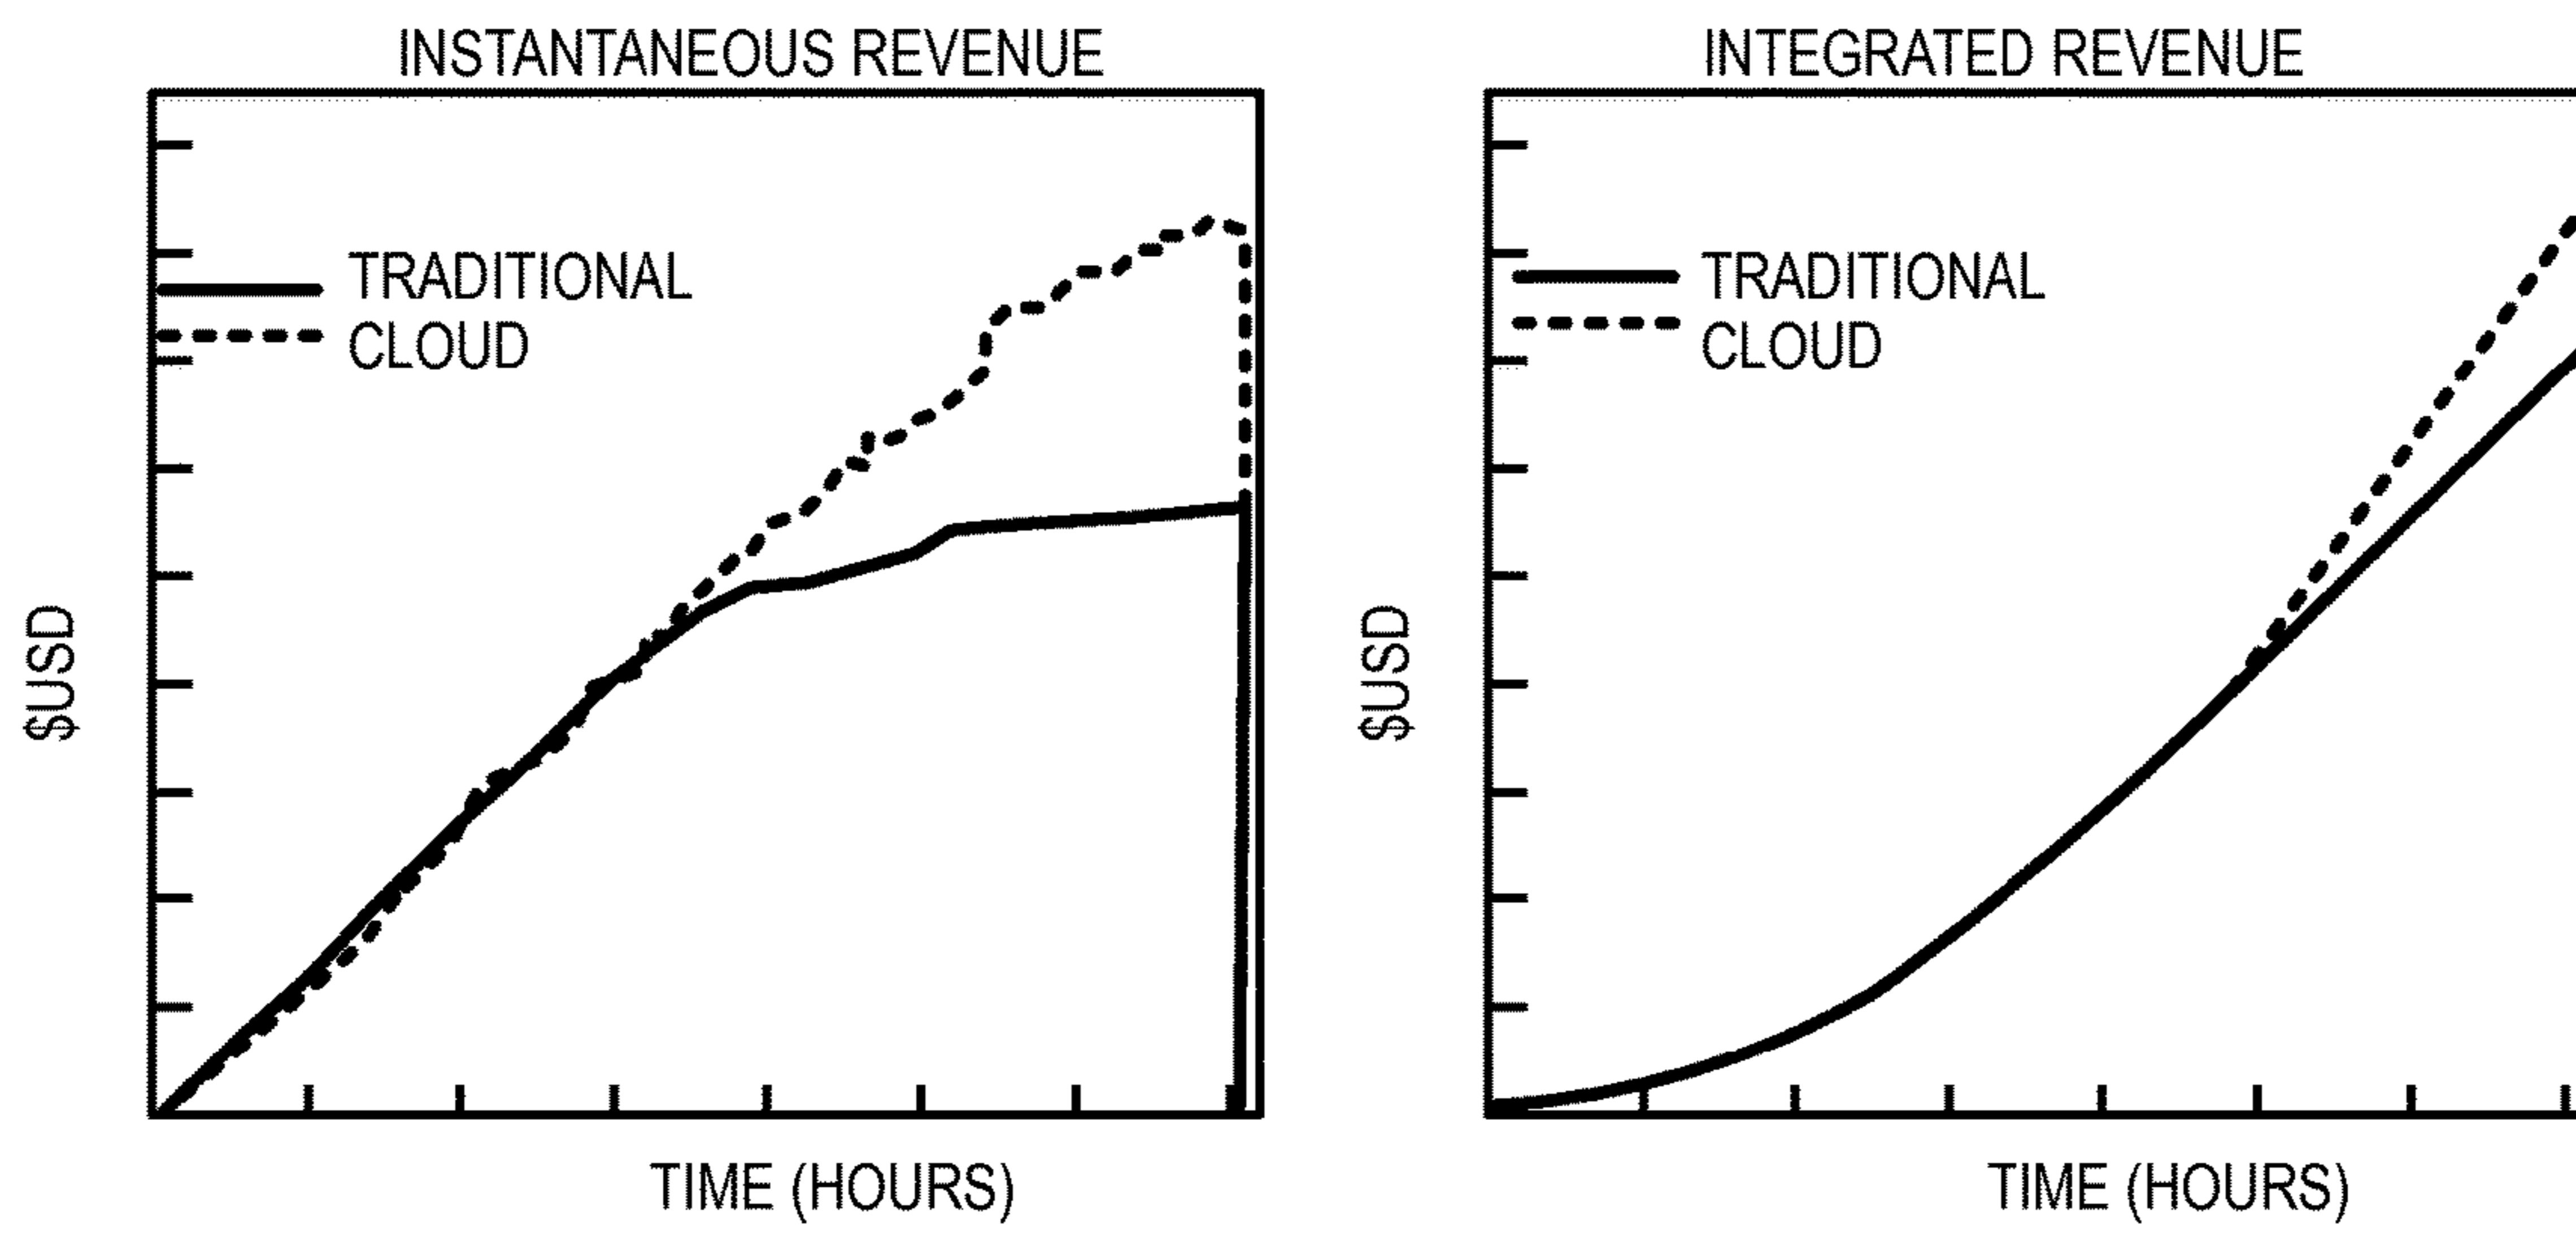 INSTANTANEOUS REVENUE
TRADITIONAL
CLOUD
$USD
TIME (HOURS)
INTEGRATED REVENUE
TRADITIONAL
CLOUD
$USD
TIME (HOURS)